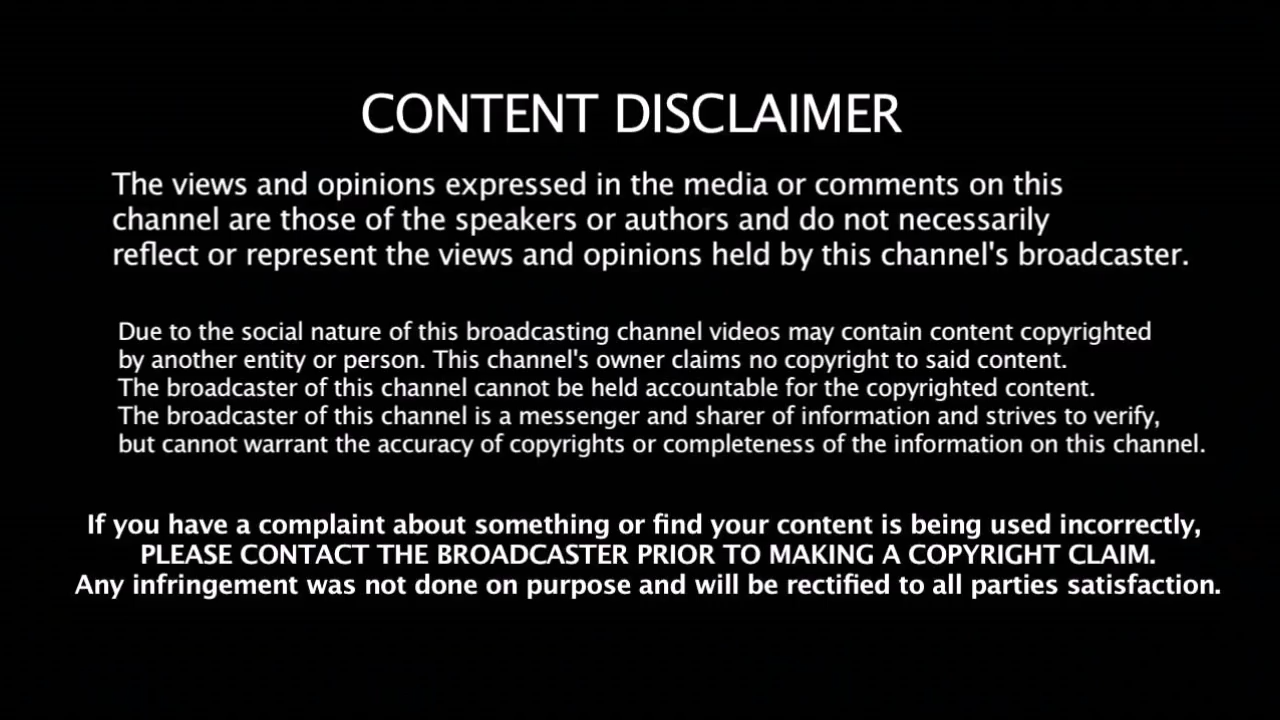 CONTENT DISCLAIMER
The views and opinions expressed in the media or comments on this
channel are those of the speakers or authors and do not necessarily
reflect or represent the views and opinions held by this channel's broadcaster.
Due to the social nature of this broadcasting channel videos may contain content copyrighted
by another entity or person. This channel's owner claims no copyright to said content.
The broadcaster of this channel cannot be held accountable for the copyrighted content.
The broadcaster of this channel is a messenger and sharer of information and strives to verify,
but cannot warrant the accuracy of copyrights or completeness of the information on this channel.
If you have a complaint about something or find your content is being used incorrectly,
PLEASE CONTACT THE BROADCASTER PRIOR TO MAKING A COPYRIGHT CLAIM.
Any infringement was not done on purpose and will be rectified to all parties satisfaction.